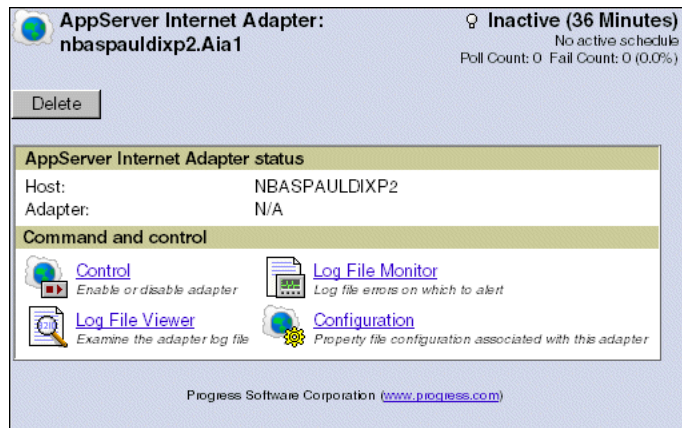 AppServer Internet Adapter:
nbaspauldixp2.Aia1
Inactive (36 Minutes)
No active schedule
Poll Count: 0 Fail Count: 0 (0.0%)
Delete
AppServer Internet Adapter status
Host: NBASPAULDIXP2
Adapter: N/A
Command and control
Control
Enable or disable adapter
Log File Monitor
Log file errors on which to alert
Log File Viewer
Examine the adapter log file
Configuration
Property file configuration associated with this adapter
Progress Software Corporation (www.progress.com)